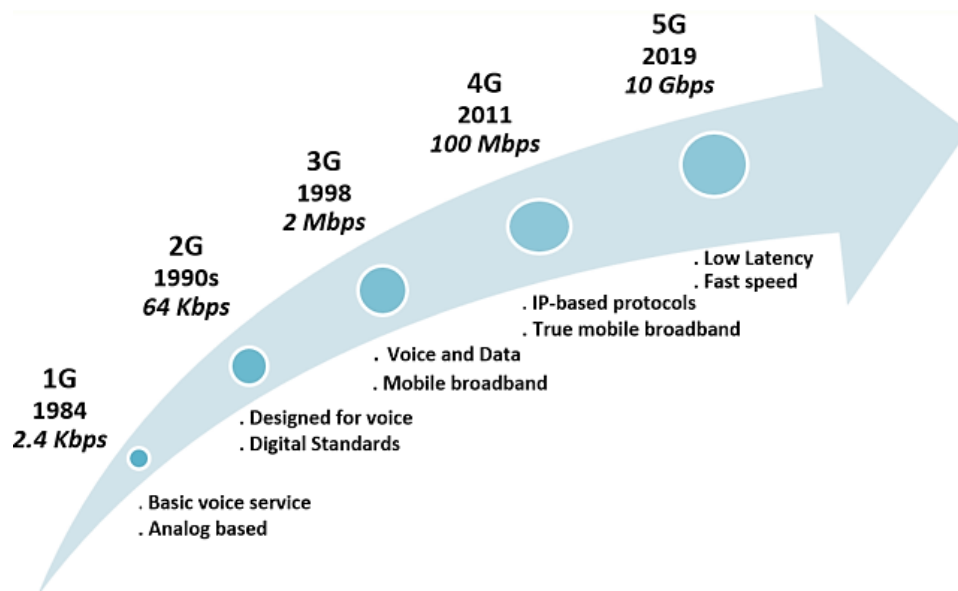 5G
2019
10 Gbps
4G
2011
100 Mbps
3G
1998
2 Mbps
2G
1990s
64 Kbps
1G
1984
2.4 Kbps
. Low Latency
. Fast speed
. IP-based protocols
. True mobile broadband
. Voice and Data
. Mobile broadband
. Designed for voice
. Digital Standards
. Basic voice service
. Analog based